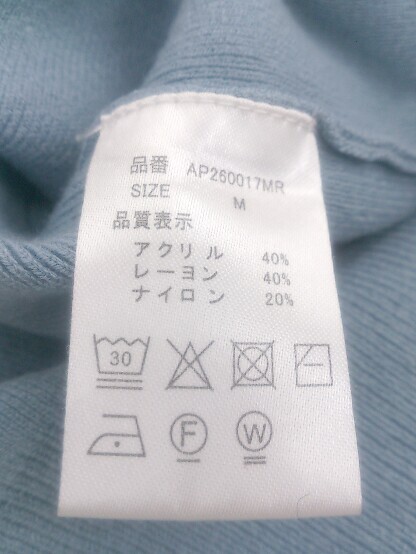 品番 AP260017MR
SIZE M
品質表示
アクリル 40%
レーヨン 40%
ナイロン 20%
30
F W